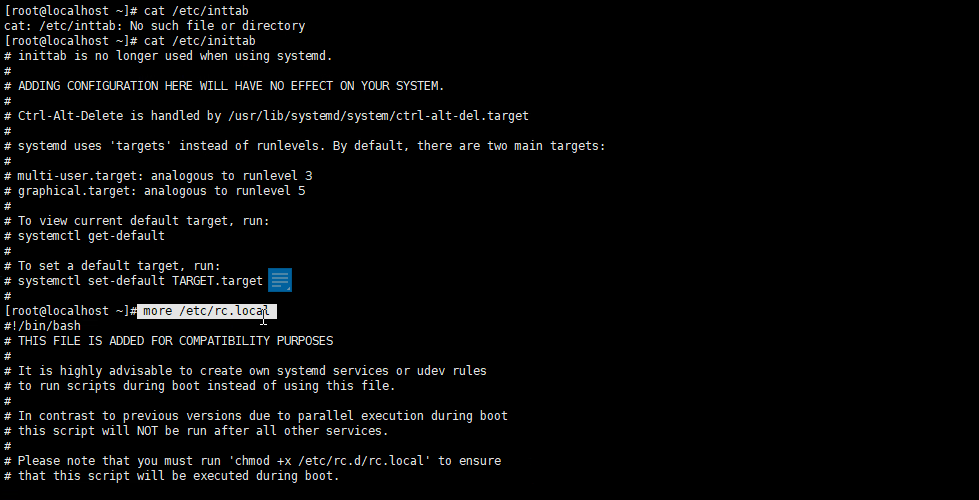 [root@localhost ~]# cat /etc/inttab
cat: /etc/inttab: No such file or directory
[root@localhost ~]# cat /etc/inittab
# inittab is no longer used when using systemd.
#
# ADDING CONFIGURATION HERE WILL HAVE NO EFFECT ON YOUR SYSTEM.
#
# Ctrl-Alt-Delete is handled by /usr/lib/systemd/system/ctrl-alt-del.target
#
# systemd uses 'targets' instead of runlevels. By default, there are two main targets:
#
# multi-user.target: analogous to runlevel 3
# graphical.target: analogous to runlevel 5
#
# To view current default target, run:
# systemctl get-default
#
# To set a default target, run:
# systemctl set-default TARGET.target
#
[root@localhost ~]# more /etc/rc.local
#!/bin/bash
# THIS FILE IS ADDED FOR COMPATIBILITY PURPOSES
#
# It is highly advisable to create own systemd services or udev rules
# to run scripts during boot instead of using this file.
#
# In contrast to previous versions due to parallel execution during boot
# this script will NOT be run after all other services.
#
# Please note that you must run 'chmod +x /etc/rc.d/rc.local' to ensure
# that this script will be executed during boot.